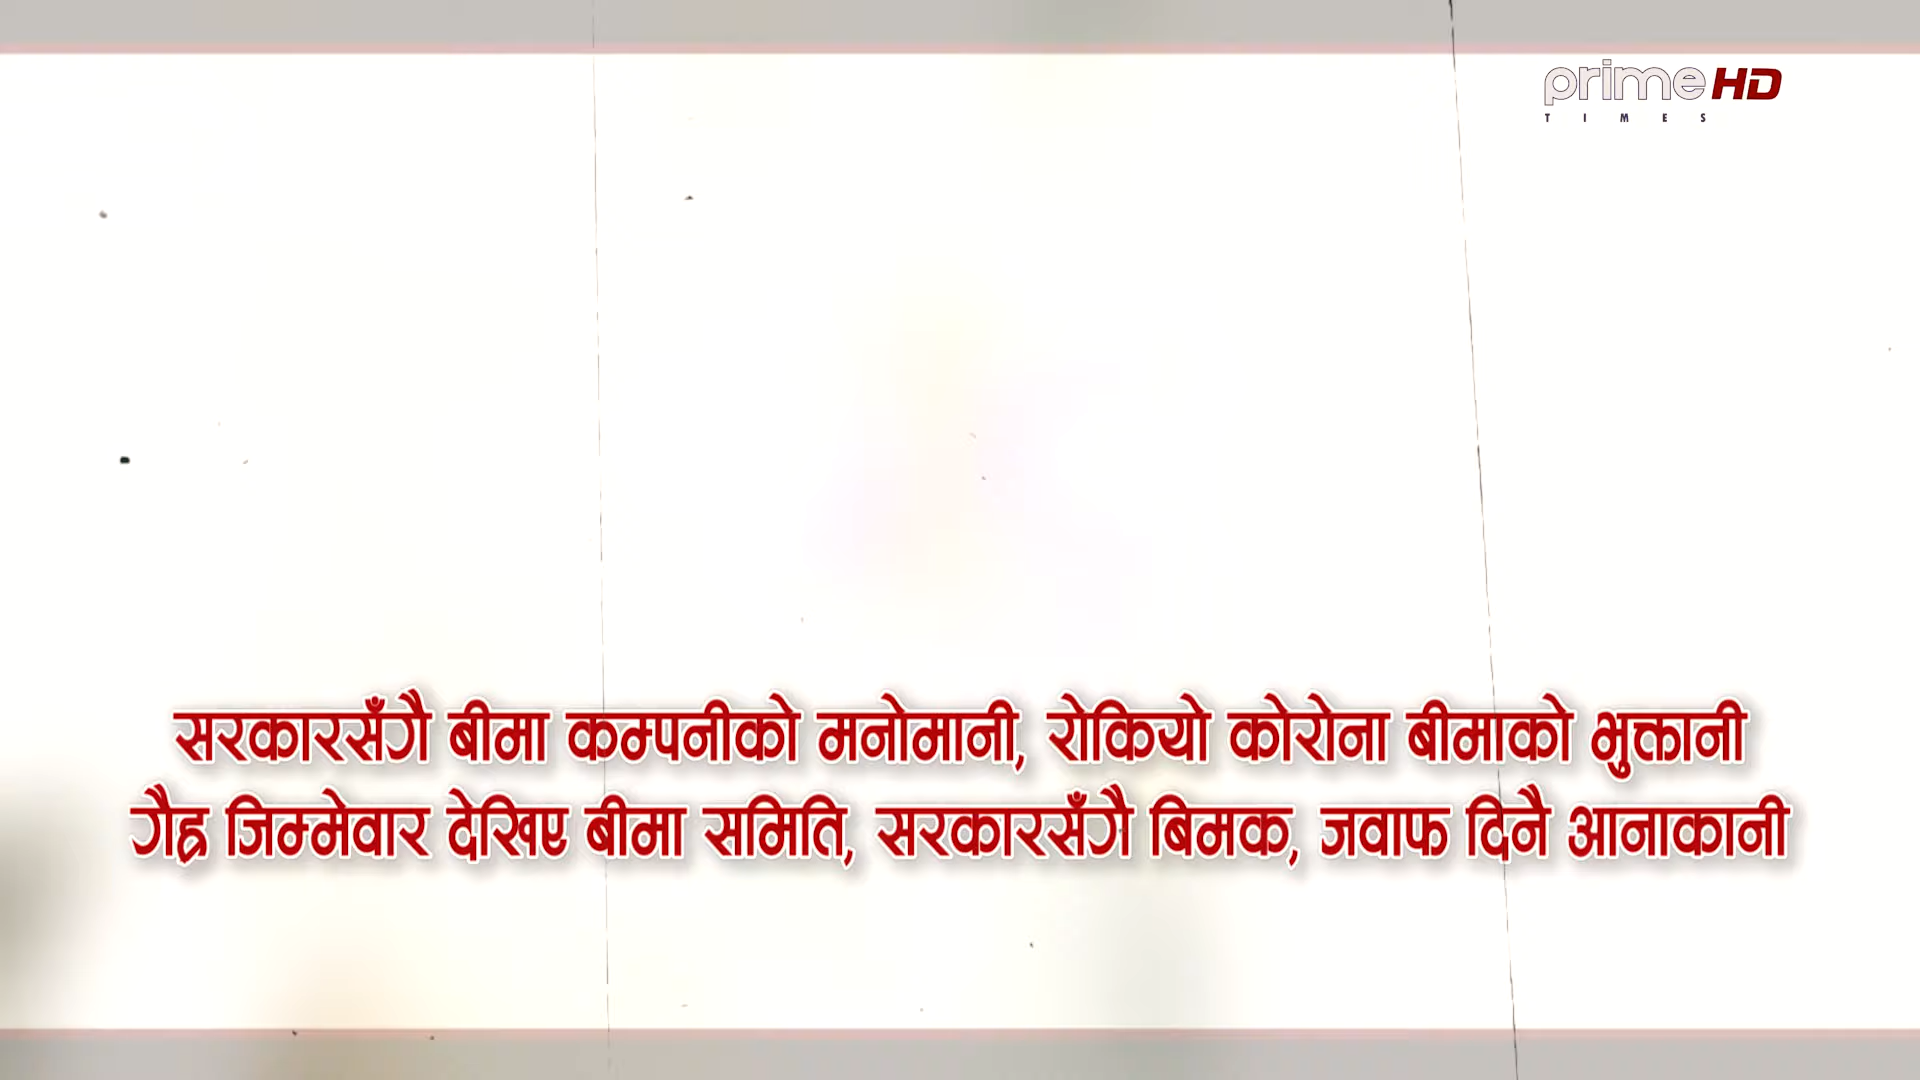 prime HD
TIMES
सरकारसँगै बीमा कम्पनीको मनोमानी, रोकियो कोरोना बीमाको भुक्तानी
गैह्र जिम्मेवार देखिए बीमा समिति, सरकारसँगै बिमक, जवाफ दिनै आनाकानी